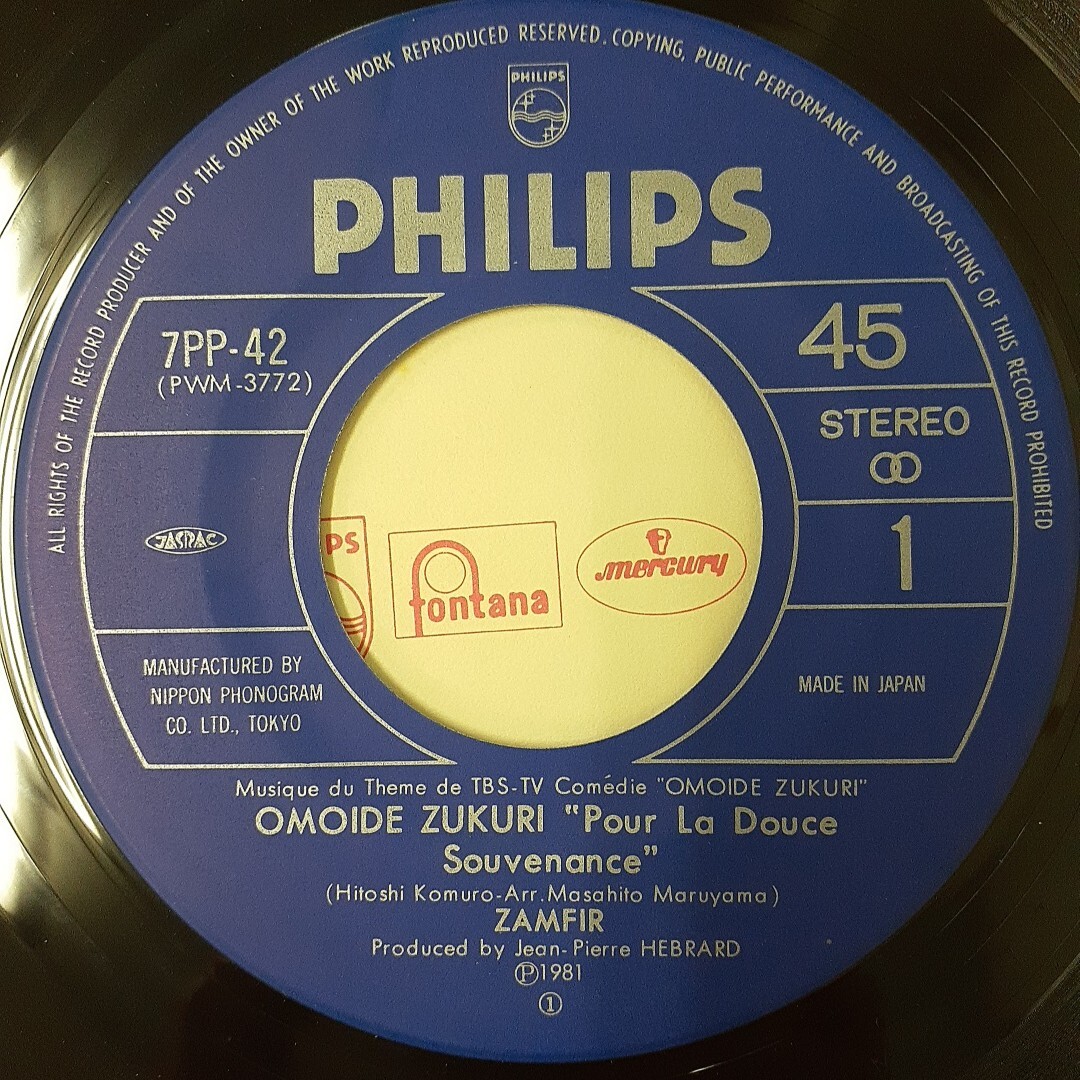 ALL RIGHTS OF THE RECORD PRODUCER AND OF THE OWNER OF THE WORK REPRODUCED RESERVED. COPYING, PUBLIC PERFORMANCE AND BROADCASTING OF THIS RECORD PROHIBITED
PHILIPS
PHILIPS
7PP-42
(PWM-3772)
45
STEREO
1
JASRAC
PS
fontana
mercury
MANUFACTURED BY
NIPPON PHONOGRAM
CO. LTD., TOKYO
MADE IN JAPAN
Musique du Theme de TBS-TV Comédie "OMOIDE ZUKURI"
OMOIDE ZUKURI "Pour La Douce
Souvenance"
(Hitoshi Komuro-Arr.Masahito Maruyama)
ZAMFIR
Produced by Jean-Pierre HEBRARD
Ⓟ1981
①